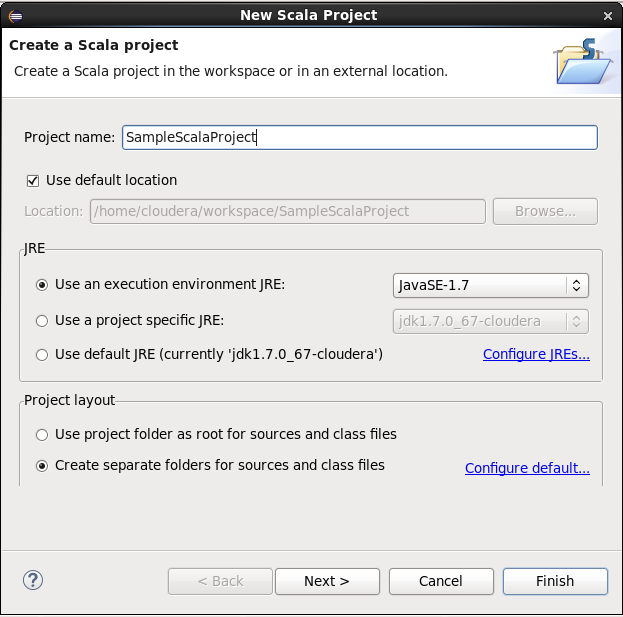 New Scala Project
Create a Scala project
Create a Scala project in the workspace or in an external location.
Project name: SampleScalaProject
Use default location
Location: /home/cloudera/workspace/SampleScalaProject Browse...
JRE
Use an execution environment JRE: JavaSE-1.7
Use a project specific JRE: jdk1.7.0_67-cloudera
Use default JRE (currently 'jdk1.7.0_67-cloudera') Configure JREs...
Project layout
Use project folder as root for sources and class files
Create separate folders for sources and class files Configure default...
? < Back Next > Cancel Finish